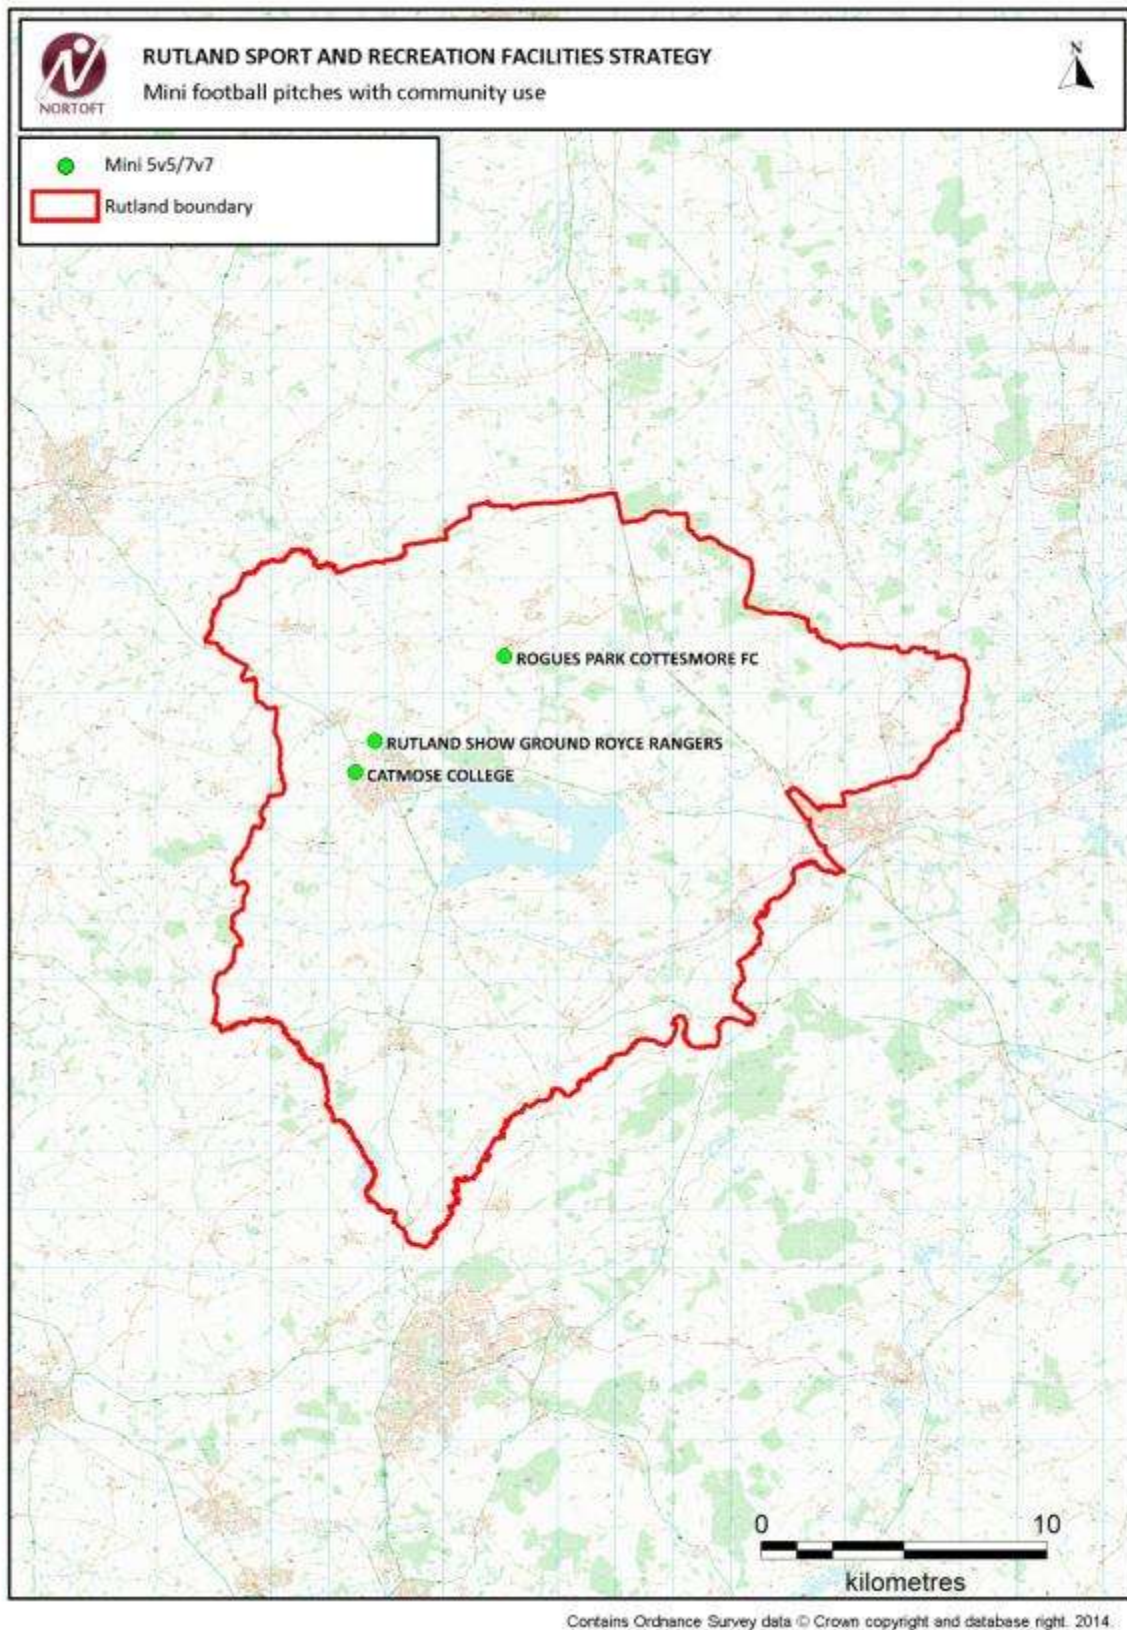 RUTLAND SPORT AND RECREATION FACILITIES STRATEGY
Mini football pitches with community use
NORTOFT
N
Mini 5v5/7v7
Rutland boundary
ROGUES PARK COTTESMORE FC
RUTLAND SHOW GROUND ROYCE RANGERS
CATMOSE COLLEGE
0 10
kilometres
Contains Ordnance Survey data © Crown copyright and database right. 2014.